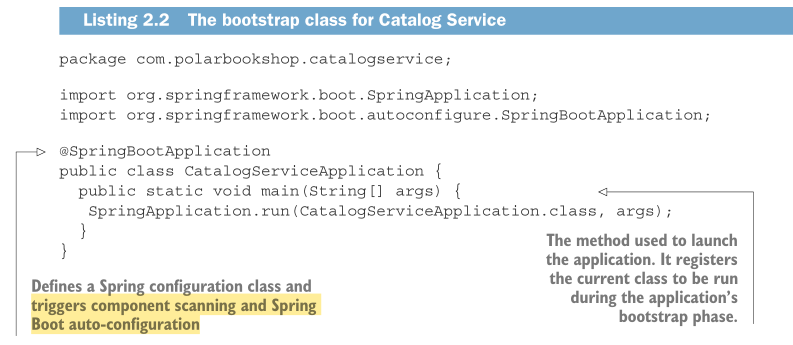 Listing 2.2 The bootstrap class for Catalog Service
package com.polarbookshop.catalogservice;
import org.springframework.boot.SpringApplication;
import org.springframework.boot.autoconfigure.SpringBootApplication;
@SpringBootApplication
public class CatalogServiceApplication {
public static void main(String[] args) {
SpringApplication.run(CatalogServiceApplication.class, args);
}
}
The method used to launch
the application. It registers
the current class to be run
during the application's
bootstrap phase.
Defines a Spring configuration class and
triggers component scanning and Spring
Boot auto-configuration